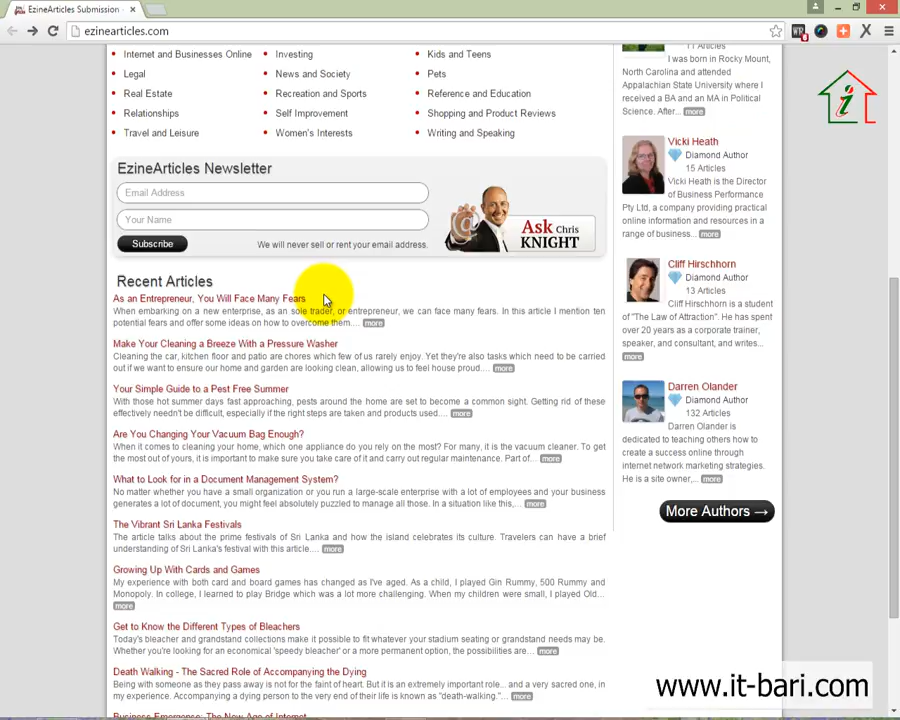 EzineArticles Submission -
ezinearticles.com
Internet and Businesses Online
Investing
Kids and Teens
Legal
News and Society
Pets
Real Estate
Recreation and Sports
Reference and Education
Relationships
Self Improvement
Shopping and Product Reviews
Travel and Leisure
Women's Interests
Writing and Speaking
EzineArticles Newsletter
Email Address
Your Name
Subscribe
We will never sell or rent your email address.
@
Ask Chris
KNIGHT
Recent Articles
As an Entrepreneur, You Will Face Many Fears
When embarking on a new enterprise, as an sole trader, or entrepreneur, we can face many fears. In this article I mention ten
potential fears and offer some ideas on how to overcome them.... more
Make Your Cleaning a Breeze With a Pressure Washer
Cleaning the car, kitchen floor and patio are chores which few of us rarely enjoy. Yet they're also tasks which need to be carried
out if we want to ensure our home and garden are looking clean, allowing us to feel house proud.... more
Your Simple Guide to a Pest Free Summer
With those hot summer days fast approaching, pests around the home are set to become a common sight. Getting rid of these
effectively needn't be difficult, especially if the right steps are taken and products used.... more
Are You Changing Your Vacuum Bag Enough?
When it comes to cleaning your home, which one appliance do you rely on the most? For many, it is the vacuum cleaner. To get
the most out of yours, it is important to make sure you take care of it and carry out regular maintenance. Part of... more
What to Look for in a Document Management System?
No matter whether you have a small organization or you run a large-scale enterprise with a lot of employees and your business
generates a lot of document, you might feel absolutely puzzled to manage all those. In a situation like this,... more
The Vibrant Sri Lanka Festivals
The article talks about the prime festivals of Sri Lanka and how the island celebrates its culture. Travelers can have a brief
understanding of Sri Lanka's festival with this article.... more
Growing Up With Cards and Games
My experience with both card and board games has changed as I've aged. As a child, I played Gin Rummy, 500 Rummy and
Monopoly. In college, I learned to play Bridge which was a lot more challenging. When my children were small, I played Old...
more
Get to Know the Different Types of Bleachers
Today's bleacher and grandstand collections make it possible to fit whatever your stadium seating or grandstand needs may be.
Whether you're looking for an economical 'speedy bleacher' or a more permanent option, the possibilities are... more
Death Walking - The Sacred Role of Accompanying the Dying
Being with someone as they pass away is not for the faint of heart. But it is an extremely important role... and a very sacred one, in
my experience. Accompanying a dying person to the very end of their life is known as "death-walking."... more
Business Emergence: The New Age of Internet
11 Articles
I was born in Rocky Mount,
North Carolina and attended
Appalachian State University where I
received a BA and an MA in Political
Science. After... more
Vicki Heath
Diamond Author
15 Articles
Vicki Heath is the Director
of Business Performance
Pty Ltd, a company providing practical
online information and resources in a
range of business... more
Cliff Hirschhorn
Diamond Author
13 Articles
Cliff Hirschhorn is a student
of "The Law of Attraction". He has spent
over 20 years as a corporate trainer,
speaker, and consultant, and writes...
more
Darren Olander
Diamond Author
132 Articles
Darren Olander is
dedicated to teaching others how to
create a success online through
internet network marketing strategies.
He is a site owner,... more
More Authors →
i
www.it-bari.com